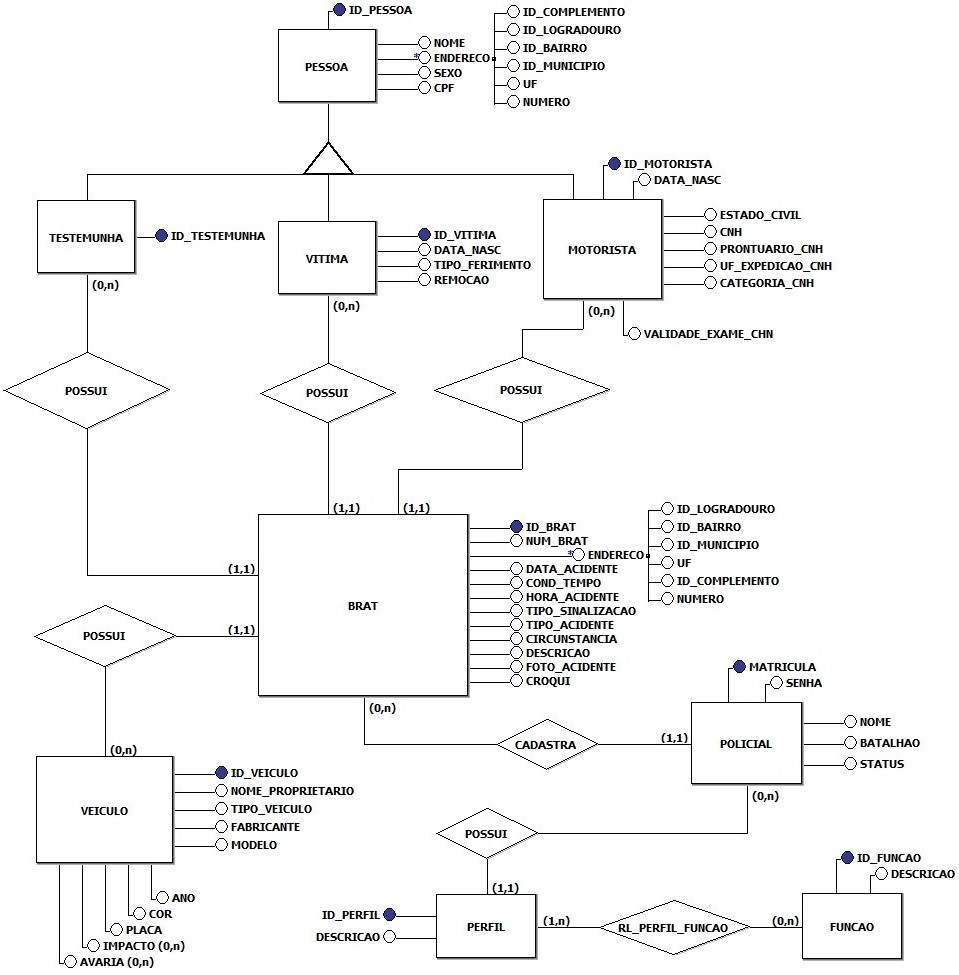 ID_PESSOA
PESSOA
NOME
* ENDERECO
SEXO
CPF
ID_COMPLEMENTO
ID_LOGRADOURO
ID_BAIRRO
ID_MUNICIPIO
UF
NUMERO
TESTEMUNHA
ID_TESTEMUNHA
(0,n)
VITIMA
ID_VITIMA
DATA_NASC
TIPO_FERIMENTO
REMOCAO
(0,n)
MOTORISTA
ID_MOTORISTA
DATA_NASC
ESTADO_CIVIL
CNH
PRONTUARIO_CNH
UF_EXPEDICAO_CNH
CATEGORIA_CNH
(0,n)
VALIDADE_EXAME_CHN
POSSUI
POSSUI
POSSUI
(1,1)
(1,1)
(1,1)
(1,1)
BRAT
ID_BRAT
NUM_BRAT
* ENDERECO
DATA_ACIDENTE
COND_TEMPO
HORA_ACIDENTE
TIPO_SINALIZACAO
TIPO_ACIDENTE
CIRCUNSTANCIA
DESCRICAO
FOTO_ACIDENTE
CROQUI
ID_LOGRADOURO
ID_BAIRRO
ID_MUNICIPIO
UF
ID_COMPLEMENTO
NUMERO
POSSUI
(0,n)
(0,n)
CADASTRA
(1,1)
POLICIAL
MATRICULA
SENHA
NOME
BATALHAO
STATUS
(0,n)
VEICULO
ID_VEICULO
NOME_PROPRIETARIO
TIPO_VEICULO
FABRICANTE
MODELO
ANO
COR
PLACA
IMPACTO (0,n)
AVARIA (0,n)
POSSUI
(1,1)
PERFIL
ID_PERFIL
DESCRICAO
(1,n)
RL_PERFIL_FUNCAO
(0,n)
FUNCAO
ID_FUNCAO
DESCRICAO